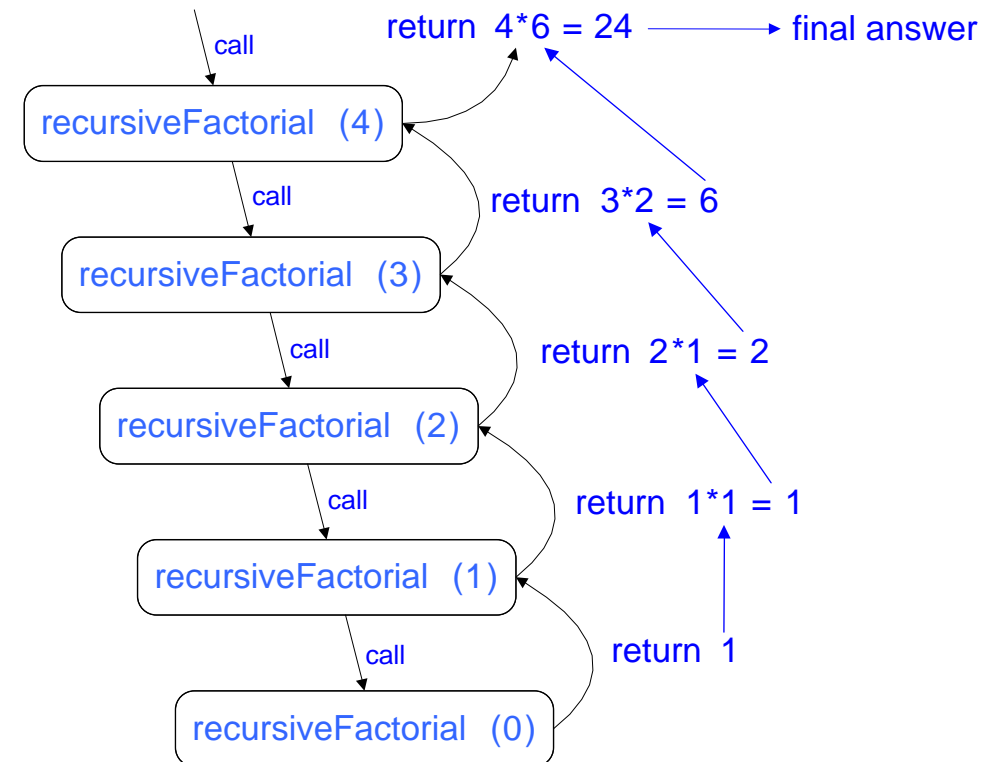 return 4*6 = 24 final answer
call
recursiveFactorial (4)
call
return 3*2 = 6
recursiveFactorial (3)
call
return 2*1 = 2
recursiveFactorial (2)
call
return 1*1 = 1
recursiveFactorial (1)
call
return 1
recursiveFactorial (0)